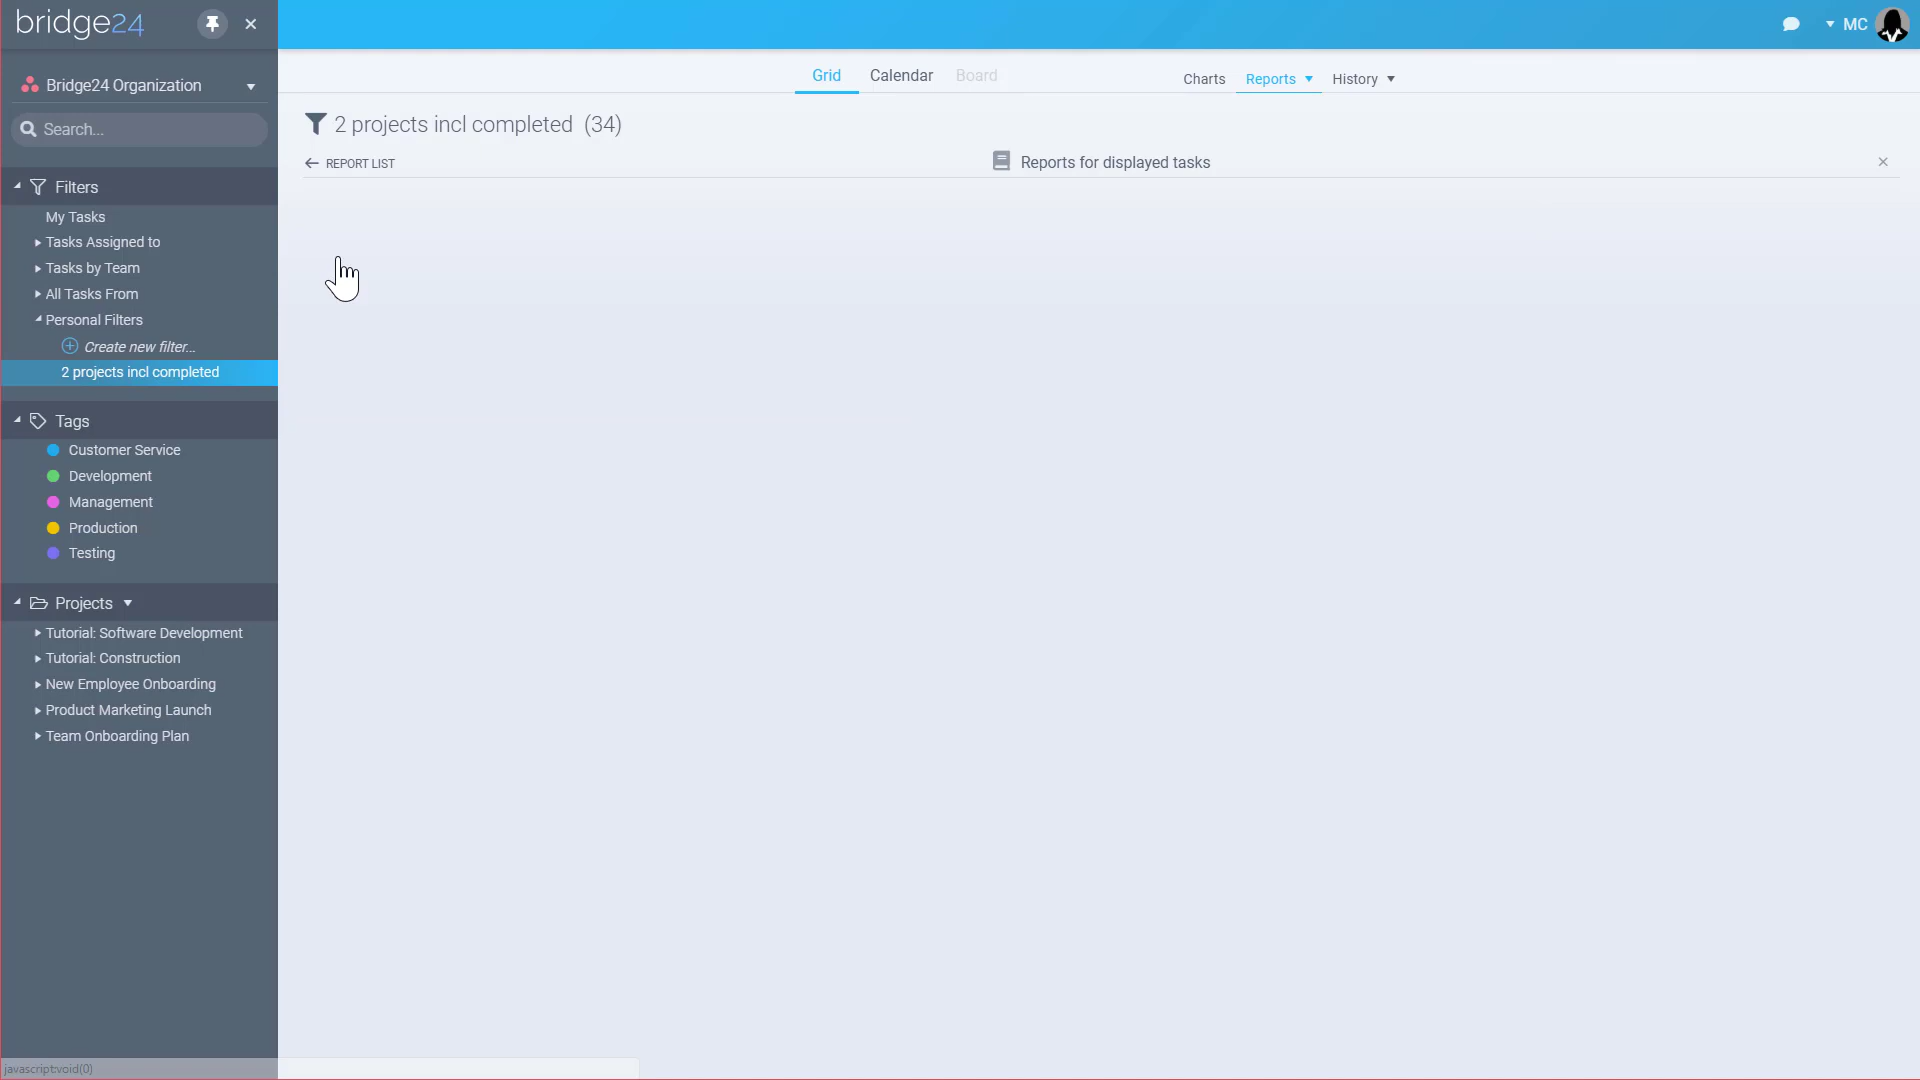 bridge24
MC
Bridge24 Organization
Search...
Grid
Calendar
Board
Charts
Reports
History
2 projects incl completed (34)
REPORT LIST
Reports for displayed tasks
Filters
My Tasks
Tasks Assigned to
Tasks by Team
All Tasks From
Personal Filters
Create new filter...
2 projects incl completed
Tags
Customer Service
Development
Management
Production
Testing
Projects
Tutorial: Software Development
Tutorial: Construction
New Employee Onboarding
Product Marketing Launch
Team Onboarding Plan
javascript:void(0)